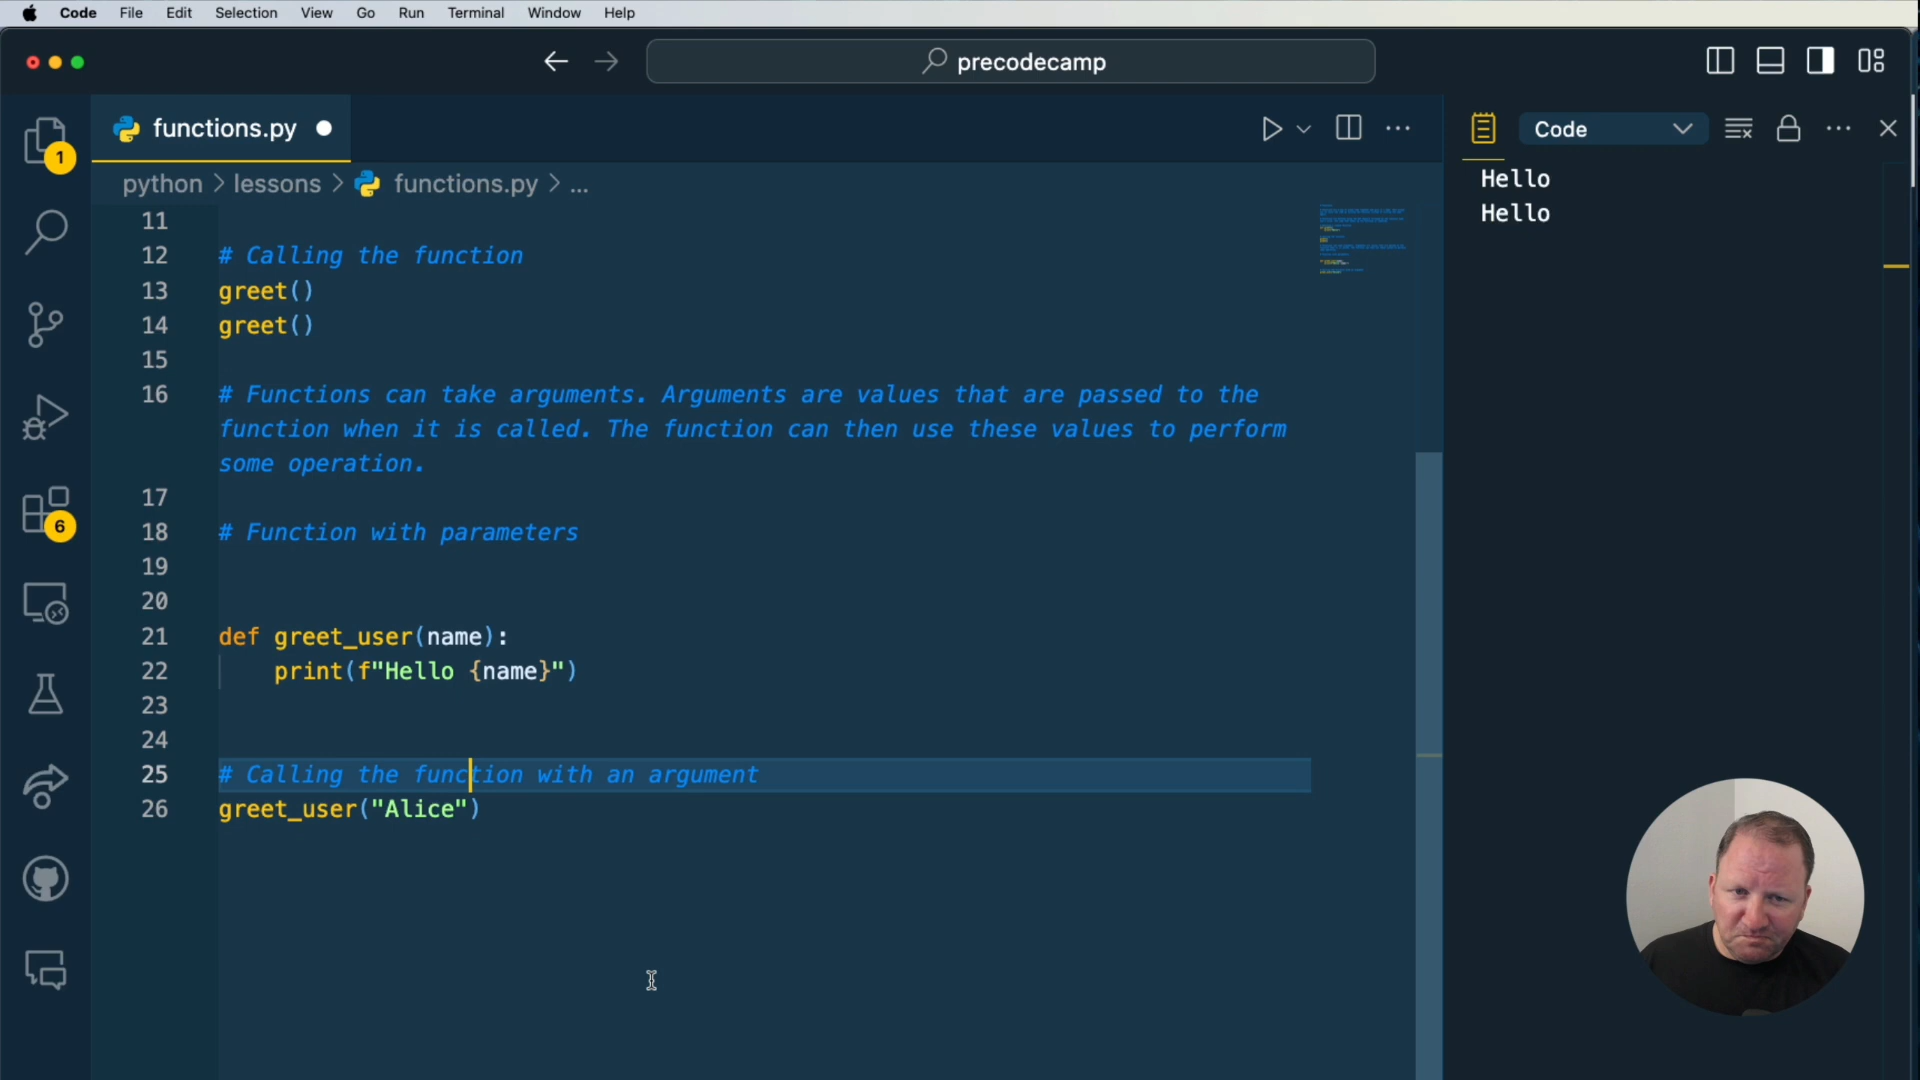 Code File Edit Selection View Go Run Terminal Window Help
precodecamp
functions.py
Code
python > lessons > functions.py > ...
1
6
11
12 # Calling the function
13 greet()
14 greet()
15
16 # Functions can take arguments. Arguments are values that are passed to the
function when it is called. The function can then use these values to perform
some operation.
17
18 # Function with parameters
19
20
21 def greet_user(name):
22 print(f"Hello {name}")
23
24
25 # Calling the function with an argument
26 greet_user("Alice")
Hello
Hello